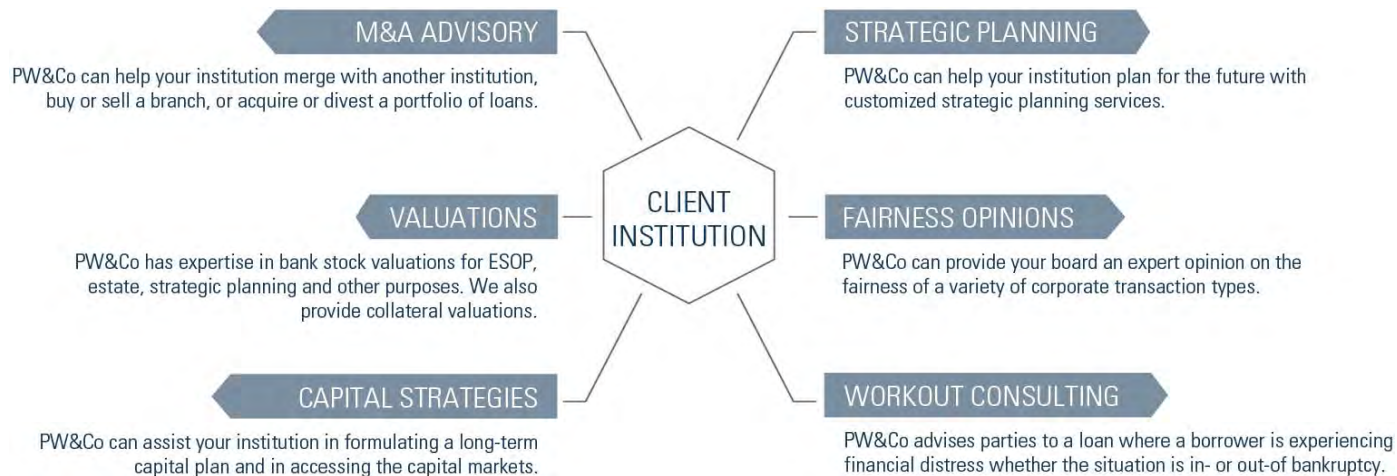 M&A ADVISORY
PW&Co can help your institution merge with another institution,
buy or sell a branch, or acquire or divest a portfolio of loans.
STRATEGIC PLANNING
PW&Co can help your institution plan for the future with
customized strategic planning services.
CLIENT
INSTITUTION
VALUATIONS
PW&Co has expertise in bank stock valuations for ESOP,
estate, strategic planning and other purposes. We also
provide collateral valuations.
FAIRNESS OPINIONS
PW&Co can provide your board an expert opinion on the
fairness of a variety of corporate transaction types.
CAPITAL STRATEGIES
PW&Co can assist your institution in formulating a long-term
capital plan and in accessing the capital markets.
WORKOUT CONSULTING
PW&Co advises parties to a loan where a borrower is experiencing
financial distress whether the situation is in- or out-of bankruptcy.